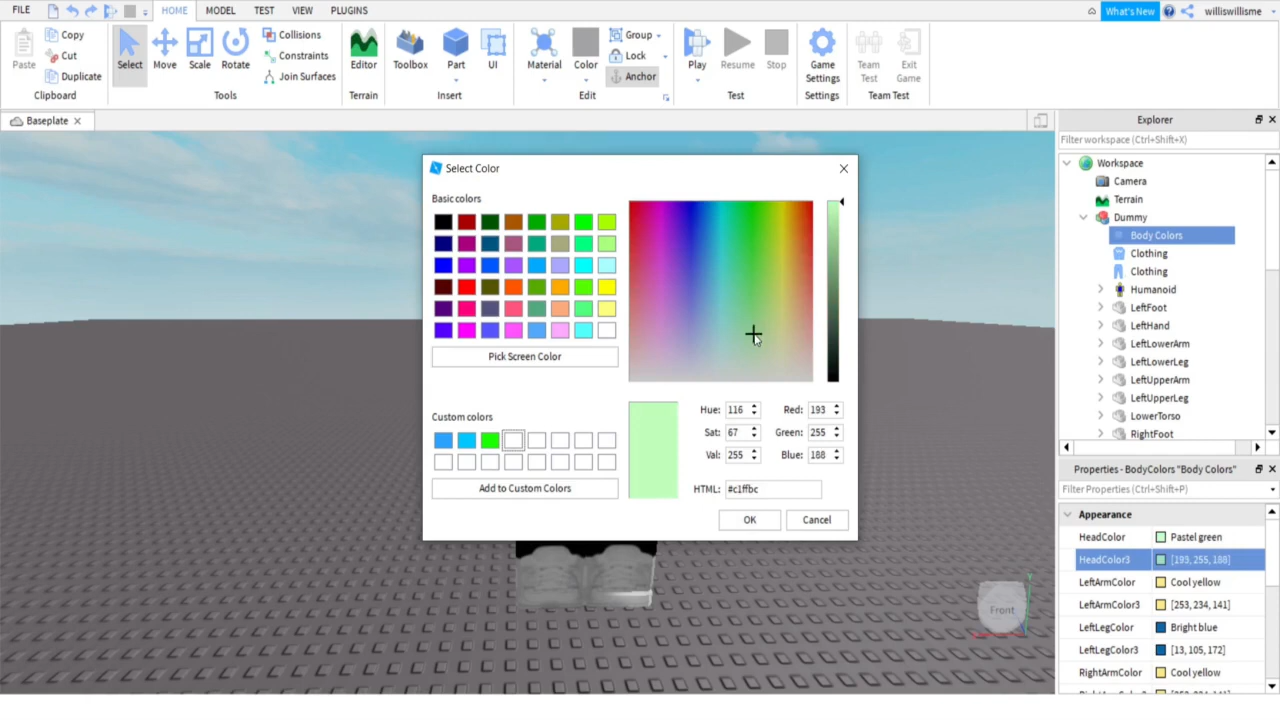 FILE HOME MODEL TEST VIEW PLUGINS What's New williswillisme
Paste Copy Cut Duplicate Select Move Scale Rotate Collisions Constraints Join Surfaces Editor Toolbox Part UI Material Color Group Lock Anchor Play Resume Stop Game Settings Team Test Exit Game
Clipboard Tools Terrain Insert Edit Test Settings Team Test
Baseplate
Select Color
Basic colors
Pick Screen Color
Custom colors
Add to Custom Colors
Hue: 116 Red: 193
Sat: 67 Green: 255
Val: 255 Blue: 188
HTML: #c1ffbc
OK Cancel
Front
Explorer
Filter workspace (Ctrl+Shift+X)
Workspace
Camera
Terrain
Dummy
Body Colors
Clothing
Clothing
Humanoid
LeftFoot
LeftHand
LeftLowerArm
LeftLowerLeg
LeftUpperArm
LeftUpperLeg
LowerTorso
RightFoot
Properties - BodyColors "Body Colors"
Filter Properties (Ctrl+Shift+P)
Appearance
HeadColor Pastel green
HeadColor3 [193, 255, 188]
LeftArmColor Cool yellow
LeftArmColor3 [253, 234, 141]
LeftLegColor Bright blue
LeftLegColor3 [13, 105, 172]
RightArmColor Cool yellow